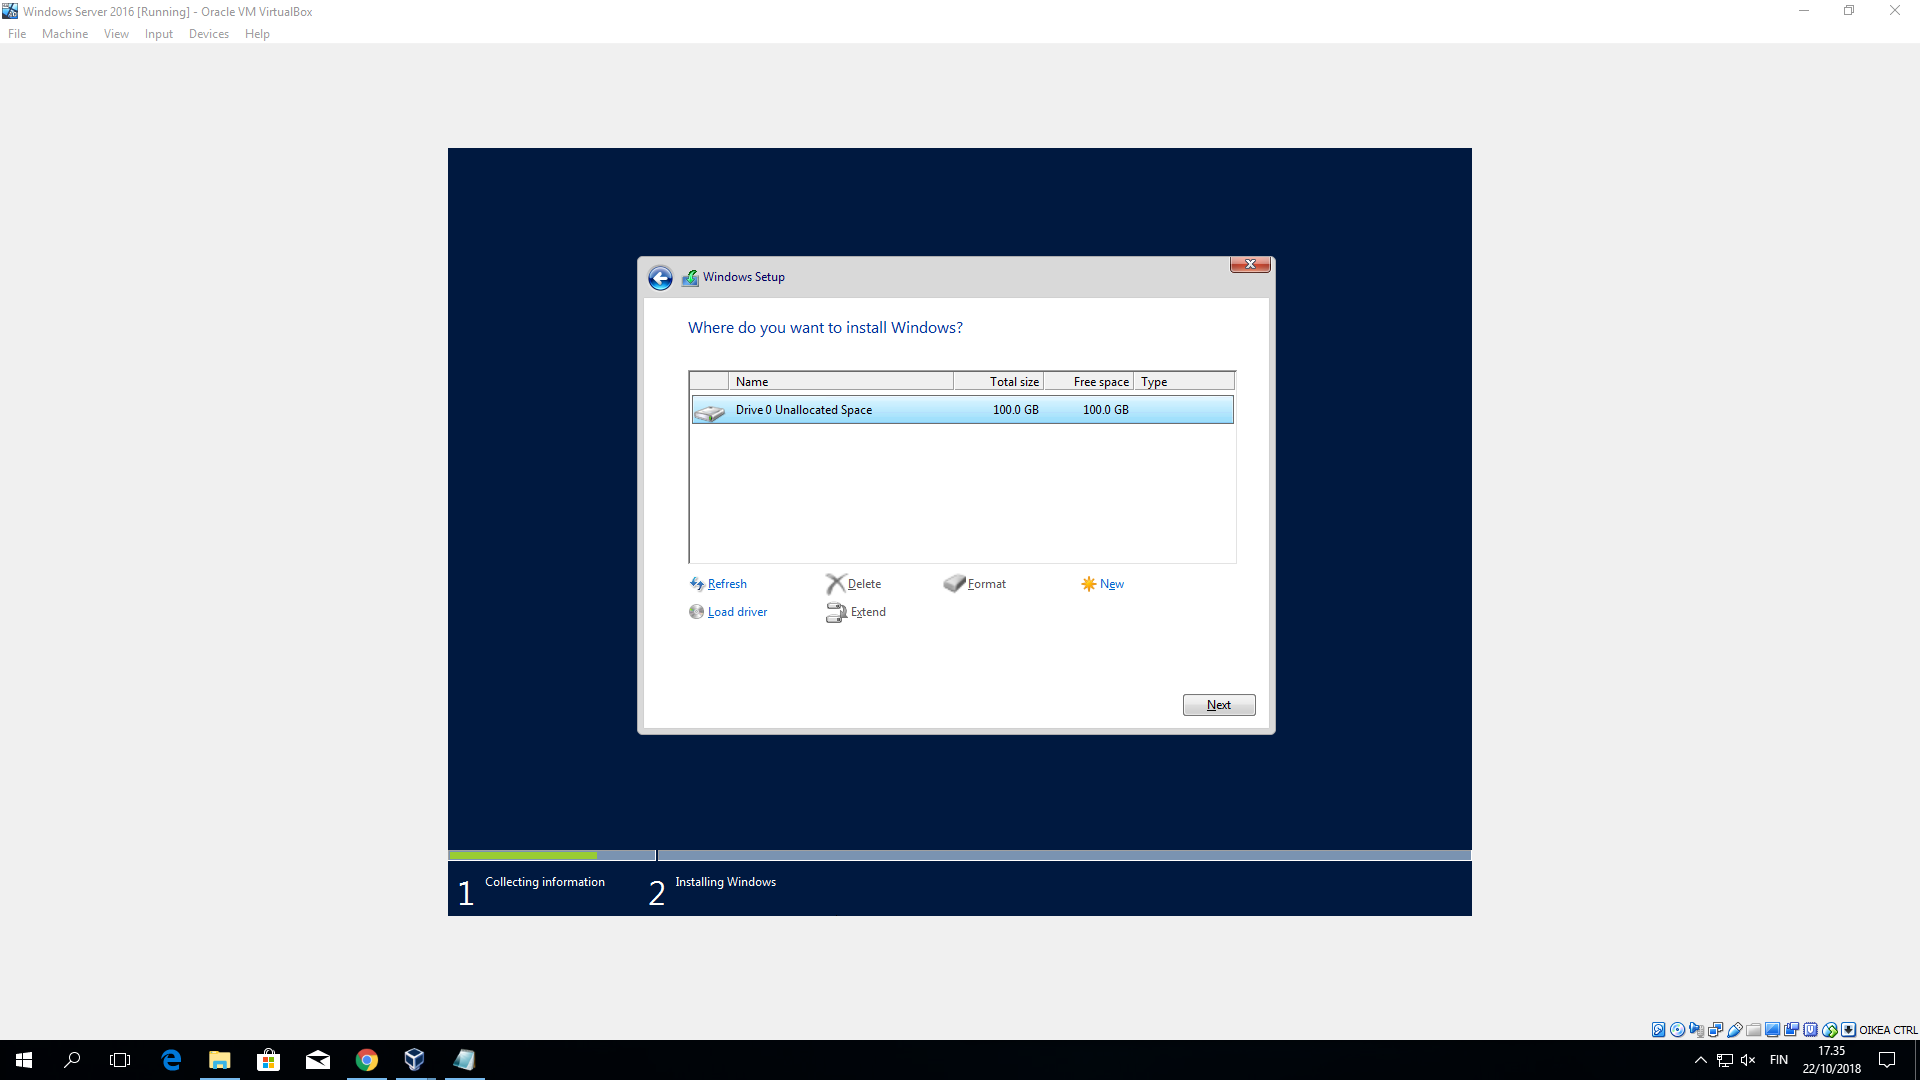 Windows Server 2016 [Running] - Oracle VM VirtualBox
File Machine View Input Devices Help
Windows Setup
Where do you want to install Windows?
Name Total size Free space Type
Drive 0 Unallocated Space 100.0 GB 100.0 GB
Refresh Delete Format New
Load driver Extend
Next
1 Collecting information 2 Installing Windows
OIKEA CTRL
FIN 17.35
22/10/2018